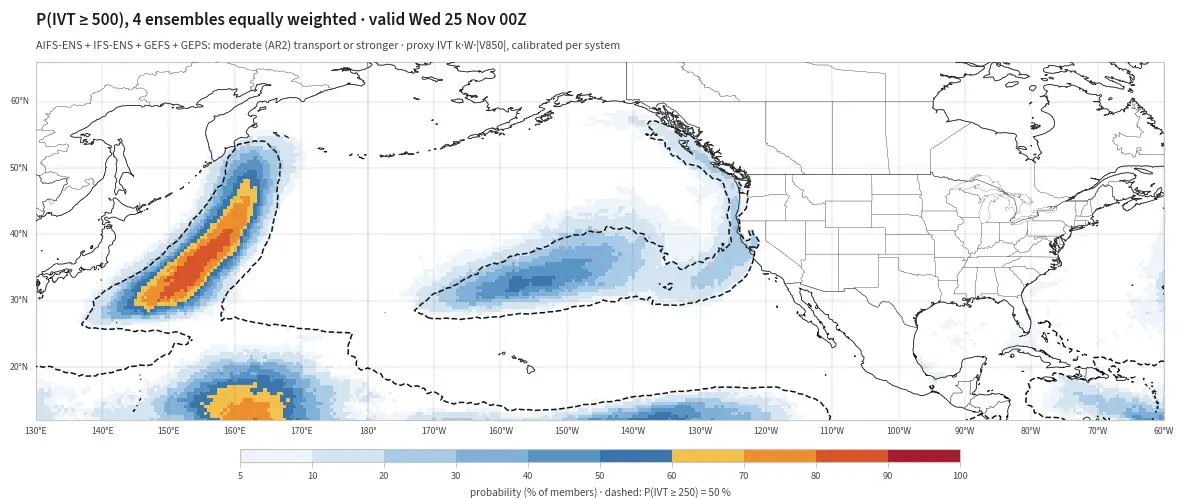 P(IVT ≥ 500), 4 ensembles equally weighted · valid Wed 25 Nov 00Z
AIFS-ENS + IFS-ENS + GEFS + GEPS: moderate (AR2) transport or stronger · proxy IVT k·W·|V850|, calibrated per system
60°N
50°N
40°N
30°N
20°N
130°E 140°E 150°E 160°E 170°E 180° 170°W 160°W 150°W 140°W 130°W 120°W 110°W 100°W 90°W 80°W 70°W 60°W
5 10 20 30 40 50 60 70 80 90 100
probability (% of members) · dashed: P(IVT ≥ 250) = 50 %